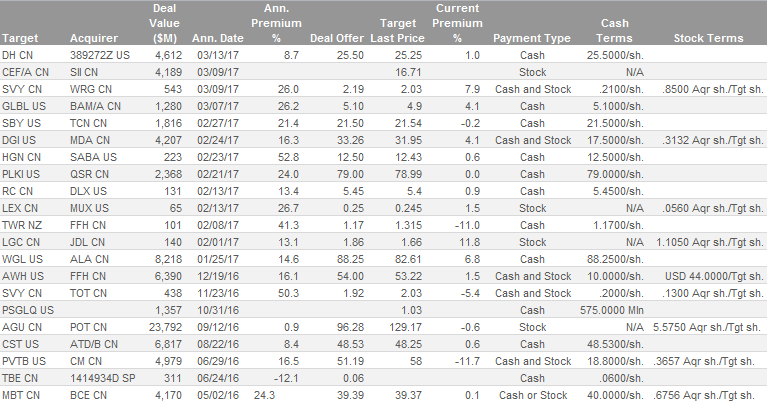 Deal Ann. Target Current
Value Premium Last Premium Cash
Target Acquirer ($M) Ann. Date % Deal Offer Price % Payment Type Terms Stock Terms
DH CN 389272Z US 4,612 03/13/17 8.7 25.50 25.25 1.0 Cash 25.5000/sh.
CEF/A CN SII CN 4,189 03/09/17 16.71 Stock N/A
SVY CN WRG CN 543 03/09/17 26.0 2.19 2.03 7.9 Cash and Stock .2100/sh. .8500 Aqr sh./Tgt sh.
GLBL US BAM/A CN 1,280 03/07/17 26.2 5.10 4.9 4.1 Cash 5.1000/sh.
SBY US TCN CN 1,816 02/27/17 21.4 21.50 21.54 -0.2 Cash 21.5000/sh.
DGI US MDA CN 4,207 02/24/17 16.3 33.26 31.95 4.1 Cash and Stock 17.5000/sh. .3132 Aqr sh./Tgt sh.
HGN CN SABA US 223 02/23/17 52.8 12.50 12.43 0.6 Cash 12.5000/sh.
PLKI US QSR CN 2,368 02/21/17 24.0 79.00 78.99 0.0 Cash 79.0000/sh.
RC CN DLX US 131 02/13/17 13.4 5.45 5.4 0.9 Cash 5.4500/sh.
LEX CN MUX US 65 02/13/17 26.7 0.25 0.245 1.5 Stock N/A .0560 Aqr sh./Tgt sh.
TWR NZ FFH CN 101 02/08/17 41.3 1.17 1.315 -11.0 Cash 1.1700/sh.
LGC CN JDL CN 140 02/01/17 13.1 1.86 1.66 11.8 Stock N/A 1.1050 Aqr sh./Tgt sh.
WGL US ALA CN 8,218 01/25/17 14.6 88.25 82.61 6.8 Cash 88.2500/sh.
AWH US FFH CN 6,390 12/19/16 16.1 54.00 53.22 1.5 Cash and Stock 10.0000/sh. USD 44.0000/Tgt sh.
SVY CN TOT CN 438 11/23/16 50.3 1.92 2.03 -5.4 Cash and Stock .2000/sh. .1300 Aqr sh./Tgt sh.
PSGLQ US 1,357 10/31/16 1.03 Cash 575.0000 Mln
AGU CN POT CN 23,792 09/12/16 0.9 96.28 129.17 -0.6 Stock N/A 5.5750 Aqr sh./Tgt sh.
CST US ATD/B CN 6,817 08/22/16 8.4 48.53 48.25 0.6 Cash 48.5300/sh.
PVTB US CM CN 4,979 06/29/16 16.5 51.19 58 -11.7 Cash and Stock 18.8000/sh. .3657 Aqr sh./Tgt sh.
TBE CN 1414934D SP 311 06/24/16 -12.1 0.06 Cash .0600/sh.
MBT CN BCE CN 4,170 05/02/16 24.3 39.39 39.37 0.1 Cash or Stock 40.0000/sh. .6756 Aqr sh./Tgt sh.